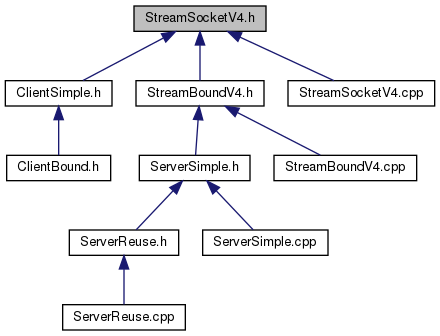 StreamSocketV4.h
ClientSimple.h
StreamBoundV4.h
StreamSocketV4.cpp
ClientBound.h
ServerSimple.h
StreamBoundV4.cpp
ServerReuse.h
ServerSimple.cpp
ServerReuse.cpp